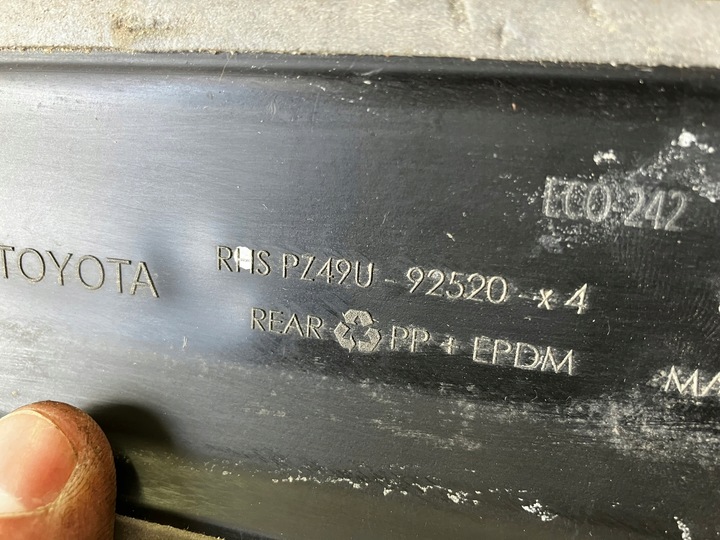 ECO 242
TOYOTA RHS PZ49U - 92520 - x 4
REAR PP + EPDM